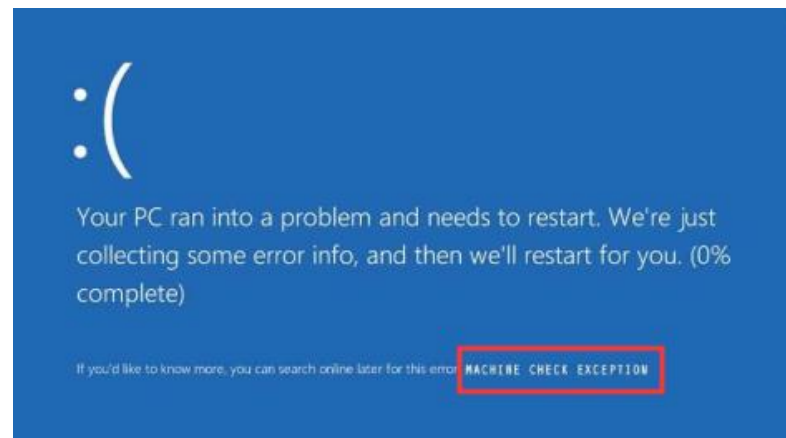 :(
Your PC ran into a problem and needs to restart. We're just
collecting some error info, and then we'll restart for you. (0%
complete)
If you'd like to know more, you can search online later for this error MACHINE CHECK EXCEPTION